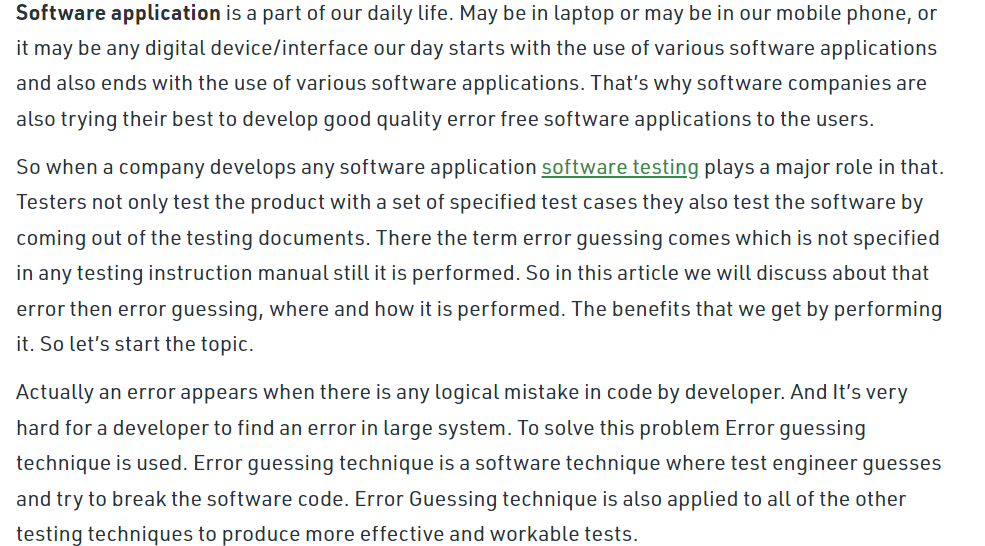 Software application is a part of our daily life. May be in laptop or may be in our mobile phone, or
it may be any digital device/interface our day starts with the use of various software applications
and also ends with the use of various software applications. That’s why software companies are
also trying their best to develop good quality error free software applications to the users.
So when a company develops any software application software testing plays a major role in that.
Testers not only test the product with a set of specified test cases they also test the software by
coming out of the testing documents. There the term error guessing comes which is not specified
in any testing instruction manual still it is performed. So in this article we will discuss about that
error then error guessing, where and how it is performed. The benefits that we get by performing
it. So let’s start the topic.
Actually an error appears when there is any logical mistake in code by developer. And It’s very
hard for a developer to find an error in large system. To solve this problem Error guessing
technique is used. Error guessing technique is a software technique where test engineer guesses
and try to break the software code. Error Guessing technique is also applied to all of the other
testing techniques to produce more effective and workable tests.